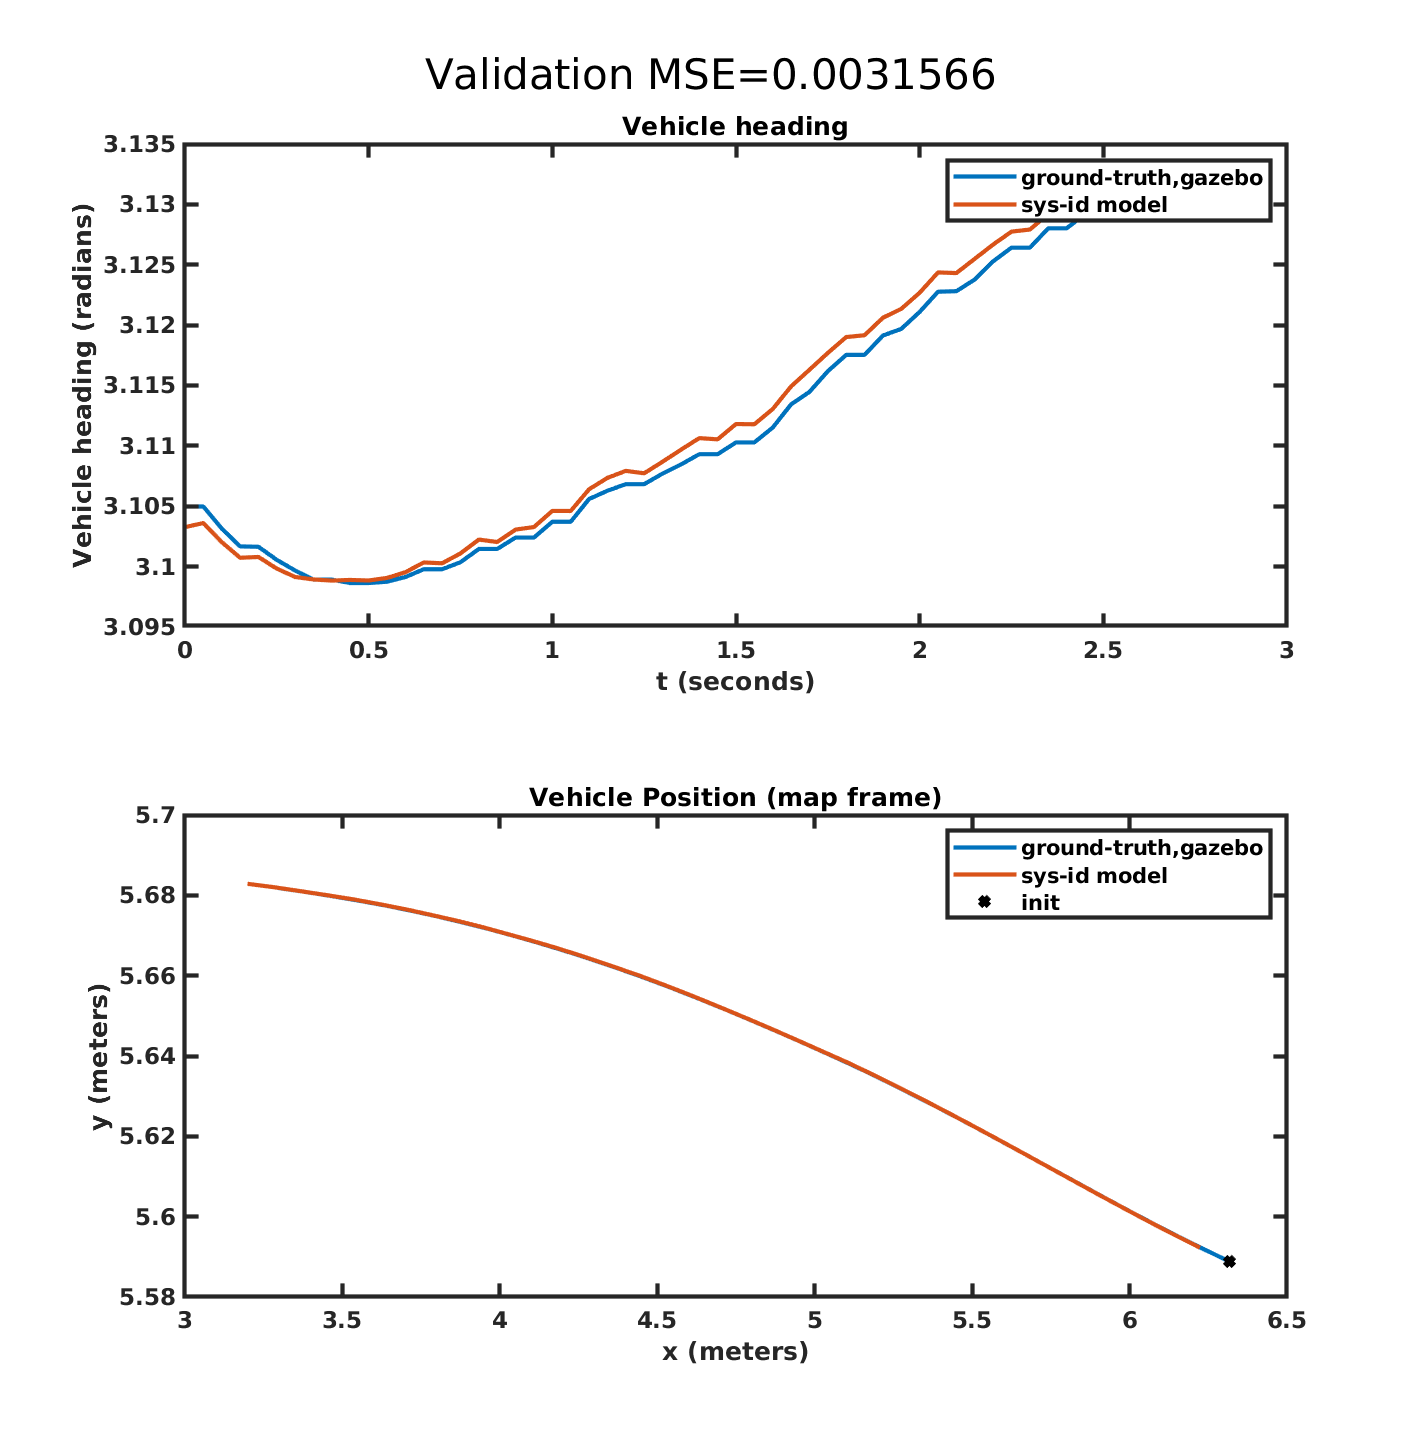 Validation MSE=0.0031566
Vehicle heading
3.135
3.13
3.125
3.12
3.115
3.11
3.105
3.1
3.095
Vehicle heading (radians)
ground-truth,gazebo
sys-id model
0 0.5 1 1.5 2 2.5 3
t (seconds)
Vehicle Position (map frame)
5.7
5.68
5.66
5.64
5.62
5.6
5.58
y (meters)
ground-truth,gazebo
sys-id model
init
3 3.5 4 4.5 5 5.5 6 6.5
x (meters)